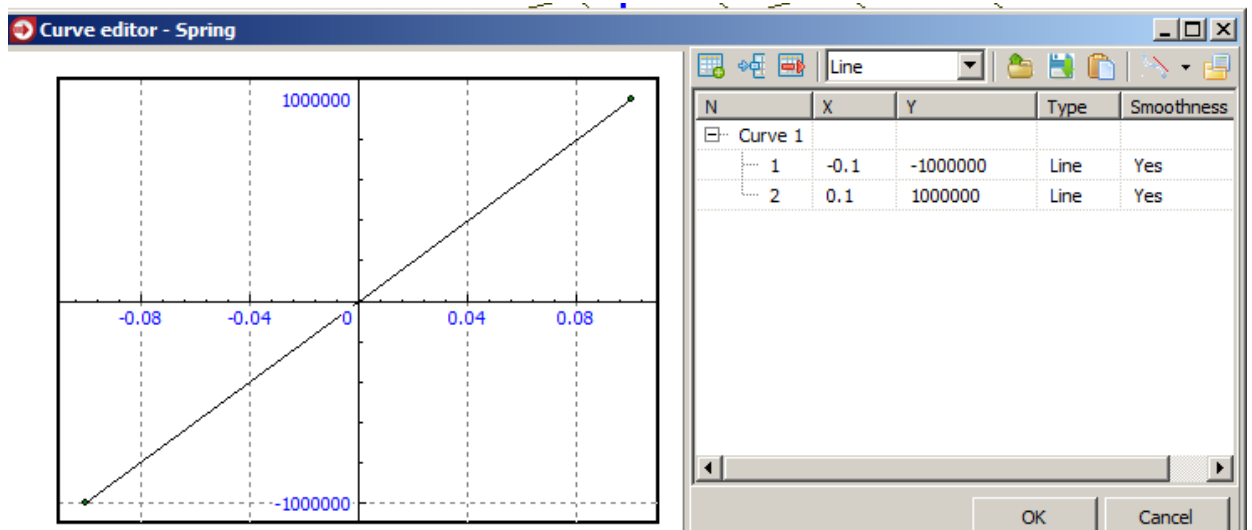 Curve editor - Spring
Line
N X Y Type Smoothness
Curve 1
1 -0.1 -1000000 Line Yes
2 0.1 1000000 Line Yes
1000000
-0.08 -0.04 0 0.04 0.08
-1000000
OK Cancel